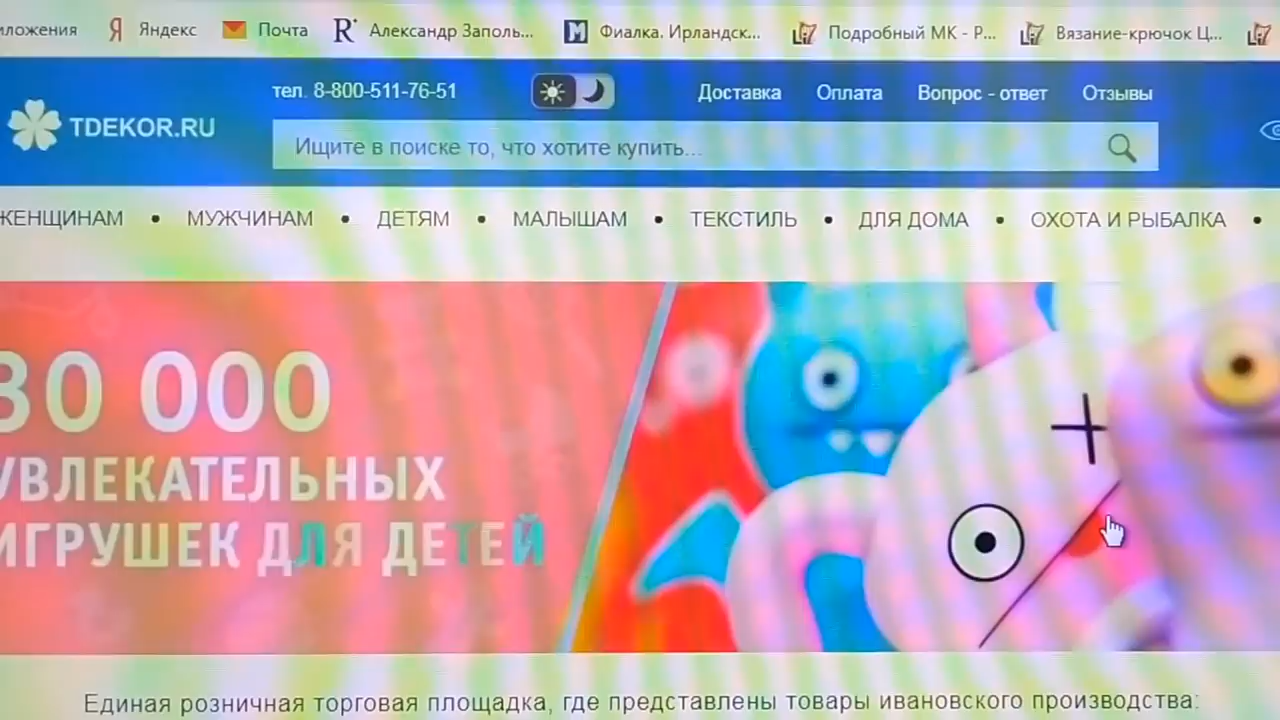 иложения Яндекс Почта Александр Заполь... Фиалка. Ирландск... Подробный МК - Р... Вязание-крючок Ц...
тел. 8-800-511-76-51 Доставка Оплата Вопрос - ответ Отзывы
TDEKOR.RU
Ищите в поиске то, что хотите купить...
ЖЕНЩИНАМ • МУЖЧИНАМ • ДЕТЯМ • МАЛЫШАМ • ТЕКСТИЛЬ • ДЛЯ ДОМА • ОХОТА И РЫБАЛКА •
30 000
УВЛЕКАТЕЛЬНЫХ
ИГРУШЕК ДЛЯ ДЕТЕЙ
Единая розничная торговая площадка, где представлены товары ивановского производства: